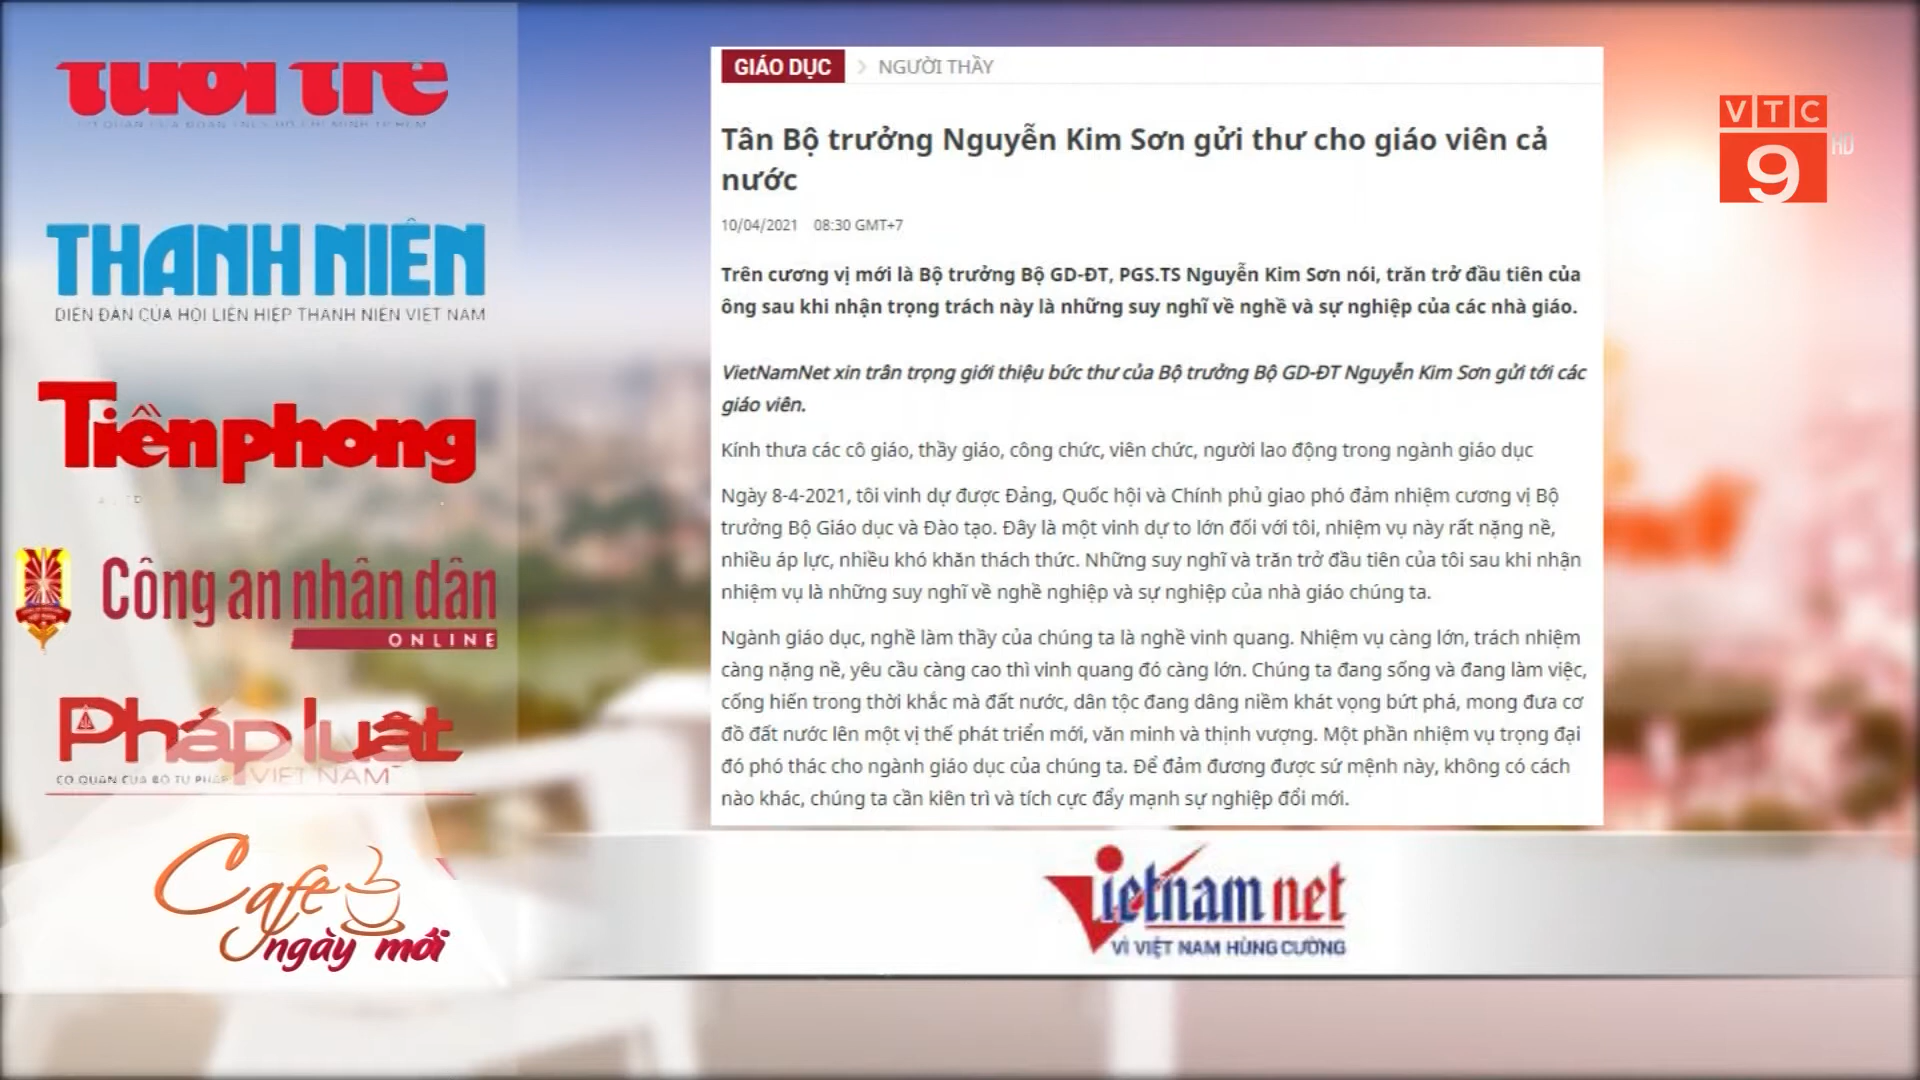 tuổi trẻ
THANH NIÊN
DIỄN ĐÀN CỦA HỘI LIÊN HIỆP THANH NIÊN VIỆT NAM
Tiền phong
Công an nhân dân
ONLINE
Pháp luật
CƠ QUAN CỦA BỘ TƯ PHÁP VIỆT NAM
Cafe
ngày mới
GIÁO DỤC > NGƯỜI THẦY
Tân Bộ trưởng Nguyễn Kim Sơn gửi thư cho giáo viên cả
nước
10/04/2021 08:30 GMT+7
Trên cương vị mới là Bộ trưởng Bộ GD-ĐT, PGS.TS Nguyễn Kim Sơn nói, trăn trở đầu tiên của
ông sau khi nhận trọng trách này là những suy nghĩ về nghề và sự nghiệp của các nhà giáo.
VietNamNet xin trân trọng giới thiệu bức thư của Bộ trưởng Bộ GD-ĐT Nguyễn Kim Sơn gửi tới các
giáo viên.
Kính thưa các cô giáo, thầy giáo, công chức, viên chức, người lao động trong ngành giáo dục
Ngày 8-4-2021, tôi vinh dự được Đảng, Quốc hội và Chính phủ giao phó đảm nhiệm cương vị Bộ
trưởng Bộ Giáo dục và Đào tạo. Đây là một vinh dự to lớn đối với tôi, nhiệm vụ này rất nặng nề,
nhiều áp lực, nhiều khó khăn thách thức. Những suy nghĩ và trăn trở đầu tiên của tôi sau khi nhận
nhiệm vụ là những suy nghĩ về nghề nghiệp và sự nghiệp của nhà giáo chúng ta.
Ngành giáo dục, nghề làm thầy của chúng ta là nghề vinh quang. Nhiệm vụ càng lớn, trách nhiệm
càng nặng nề, yêu cầu càng cao thì vinh quang đó càng lớn. Chúng ta đang sống và đang làm việc,
cống hiến trong thời khắc mà đất nước, dân tộc đang dâng niềm khát vọng bứt phá, mong đưa cơ
đồ đất nước lên một vị thế phát triển mới, văn minh và thịnh vượng. Một phần nhiệm vụ trọng đại
đó phó thác cho ngành giáo dục của chúng ta. Để đảm đương được sứ mệnh này, không có cách
nào khác, chúng ta cần kiên trì và tích cực đẩy mạnh sự nghiệp đổi mới.
Vietnam net
VÌ VIỆT NAM HÙNG CƯỜNG
VTC
9
HD